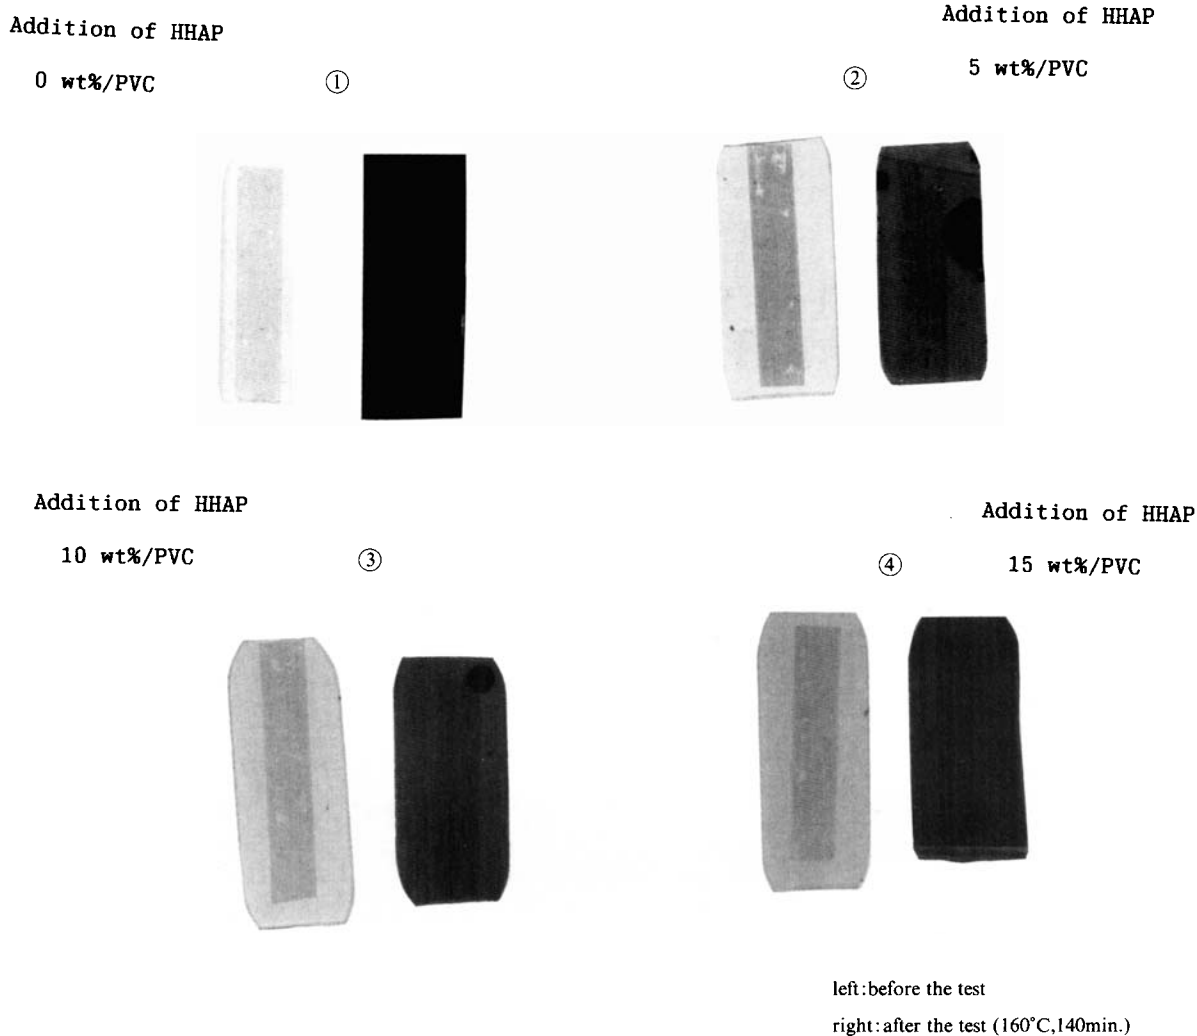 Addition of HHAP
0 wt%/PVC
①
Addition of HHAP
②
5 wt%/PVC
Addition of HHAP
10 wt%/PVC
③
Addition of HHAP
④
15 wt%/PVC
left:before the test
right:after the test (160°C,140min.)